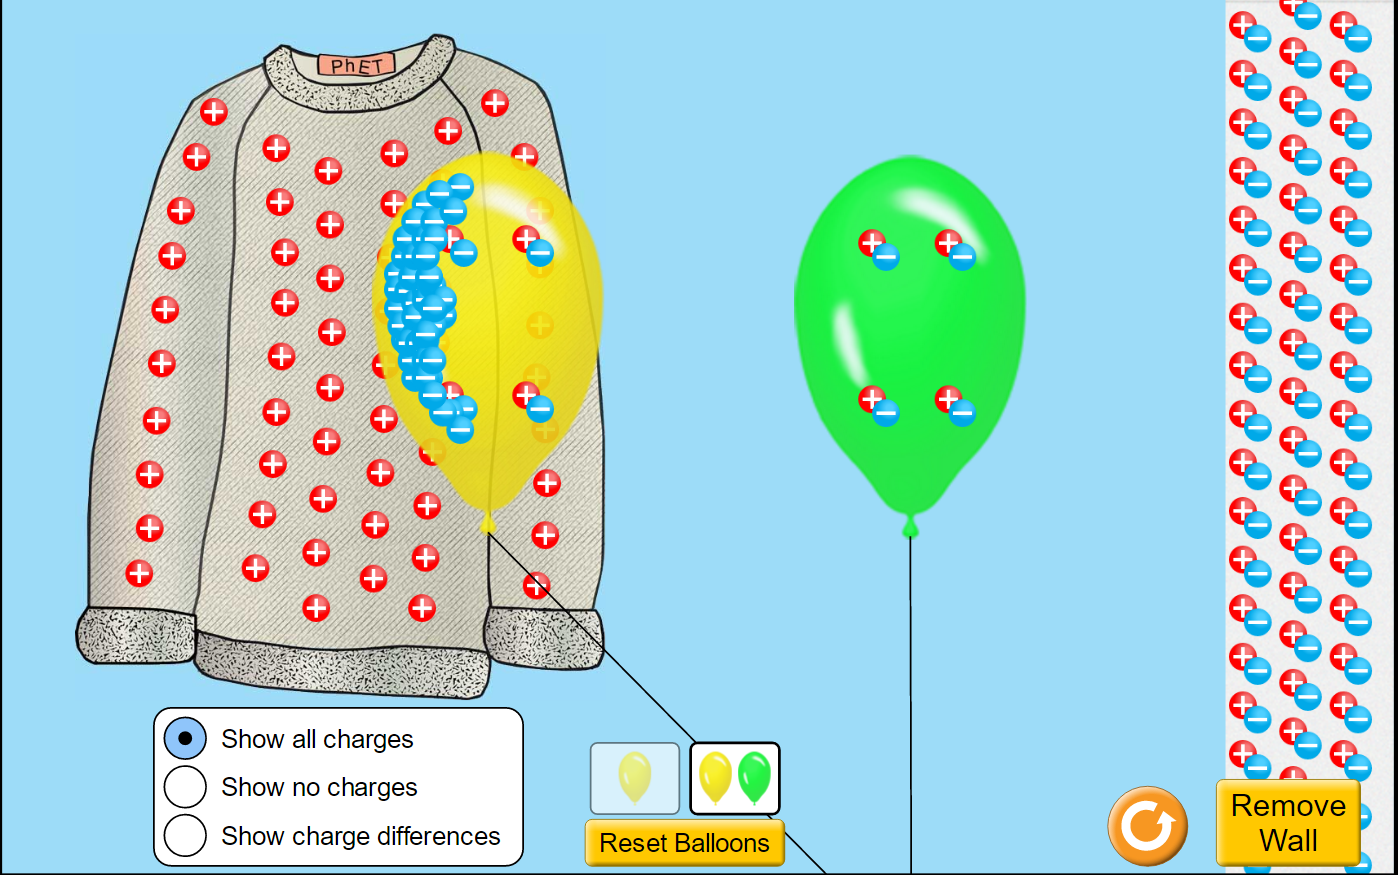 PhET
Show all charges
Show no charges
Show charge differences
Reset Balloons
Remove
Wall